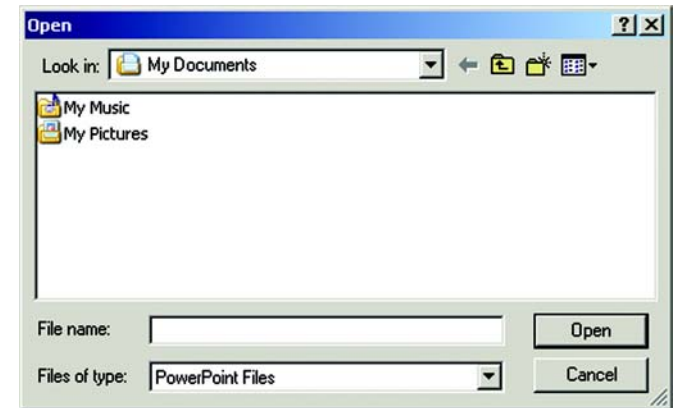 Open
Look in: My Documents
My Music
My Pictures
File name: Open
Files of type: PowerPoint Files Cancel